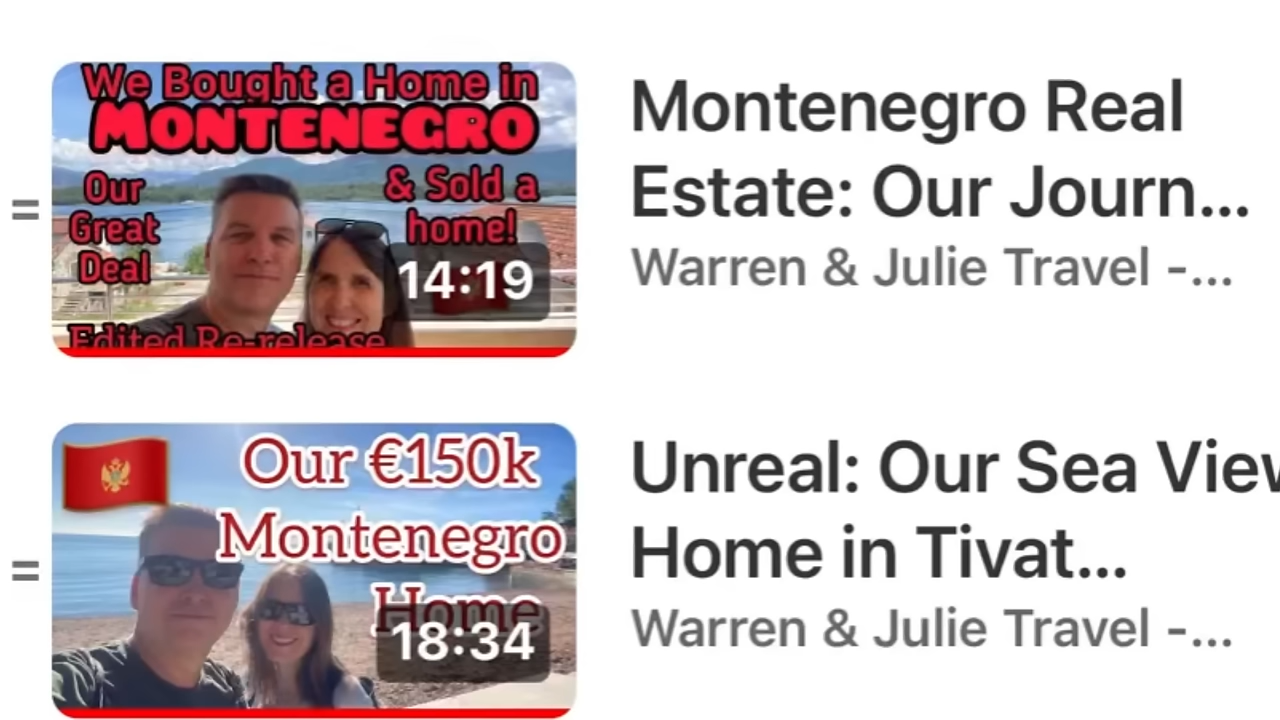 We Bought a Home in
MONTENEGRO
Our
Great
Deal
& Sold a
home!
14:19
Edited Re-release
Montenegro Real
Estate: Our Journ...
Warren & Julie Travel -...
Our €150k
Montenegro
Home
18:34
Unreal: Our Sea View
Home in Tivat...
Warren & Julie Travel -...